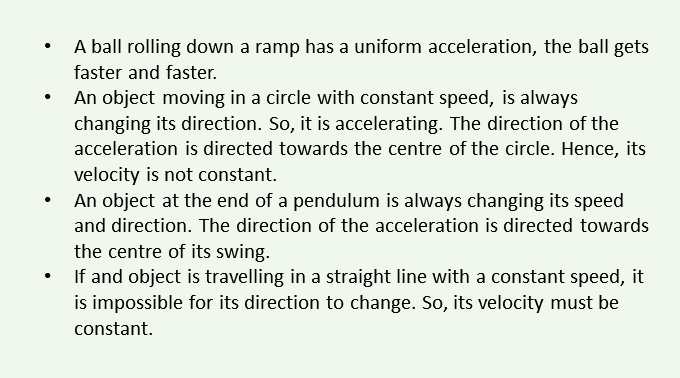 • A ball rolling down a ramp has a uniform acceleration, the ball gets
faster and faster.
• An object moving in a circle with constant speed, is always
changing its direction. So, it is accelerating. The direction of the
acceleration is directed towards the centre of the circle. Hence, its
velocity is not constant.
• An object at the end of a pendulum is always changing its speed
and direction. The direction of the acceleration is directed towards
the centre of its swing.
• If and object is travelling in a straight line with a constant speed, it
is impossible for its direction to change. So, its velocity must be
constant.